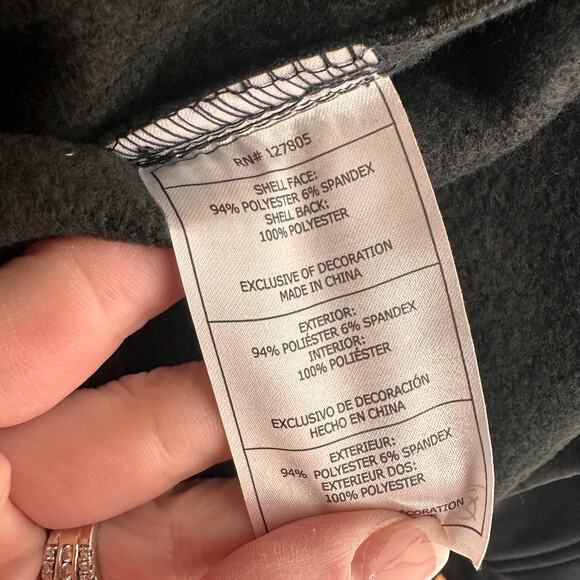 RN# 127805
SHELL FACE:
94% POLYESTER 6% SPANDEX
SHELL BACK:
100% POLYESTER
EXCLUSIVE OF DECORATION
MADE IN CHINA
EXTERIOR:
94% POLIÉSTER 6% SPANDEX
INTERIOR:
100% POLIÉSTER
EXCLUSIVO DE DECORACIÓN
HECHO EN CHINA
EXTERIEUR:
94% POLYESTER 6% SPANDEX
EXTERIEUR DOS:
100% POLYESTER